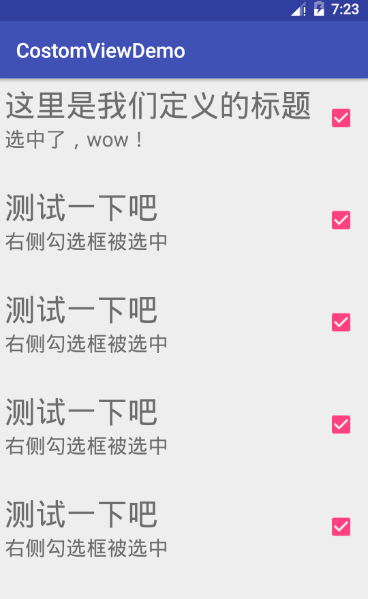 7:23
CostomViewDemo
这里是我们定义的标题
选中了，wow！
测试一下吧
右侧勾选框被选中
测试一下吧
右侧勾选框被选中
测试一下吧
右侧勾选框被选中
测试一下吧
右侧勾选框被选中